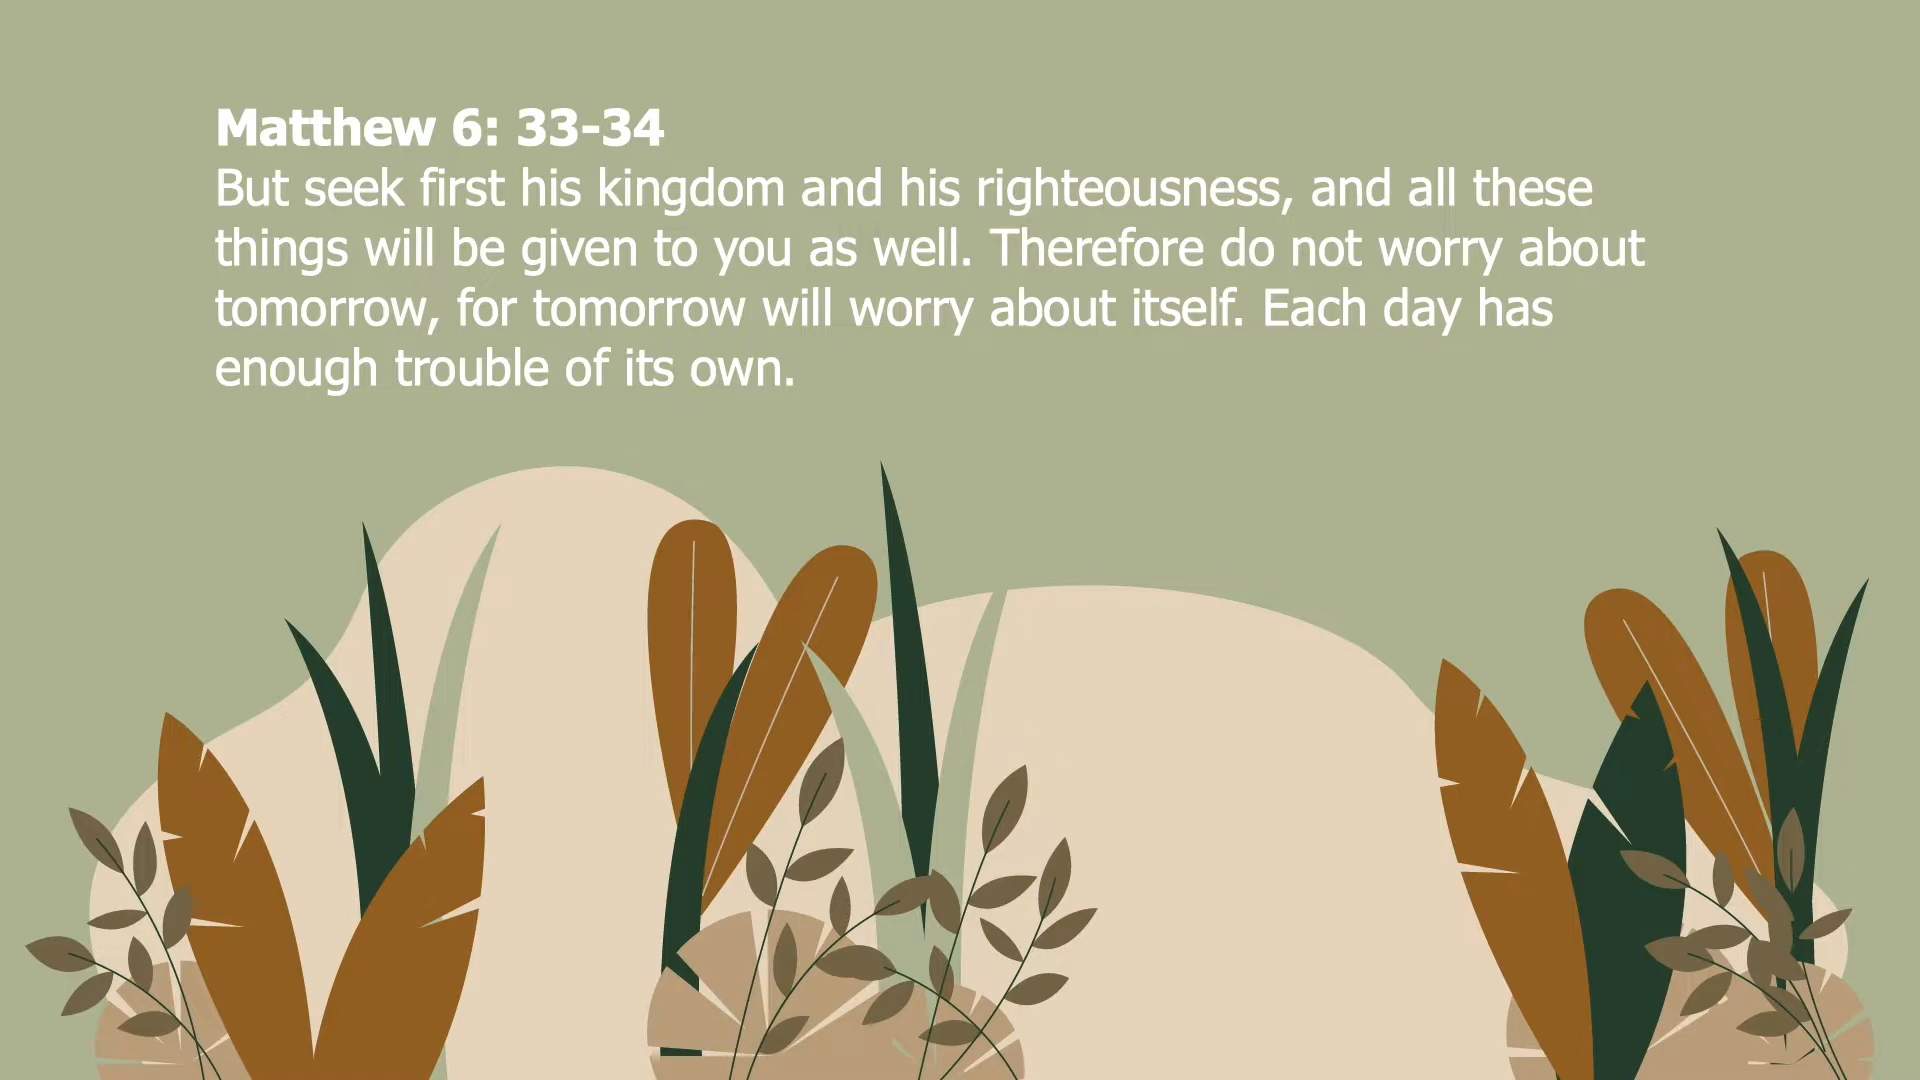 Matthew 6: 33-34
But seek first his kingdom and his righteousness, and all these
things will be given to you as well. Therefore do not worry about
tomorrow, for tomorrow will worry about itself. Each day has
enough trouble of its own.